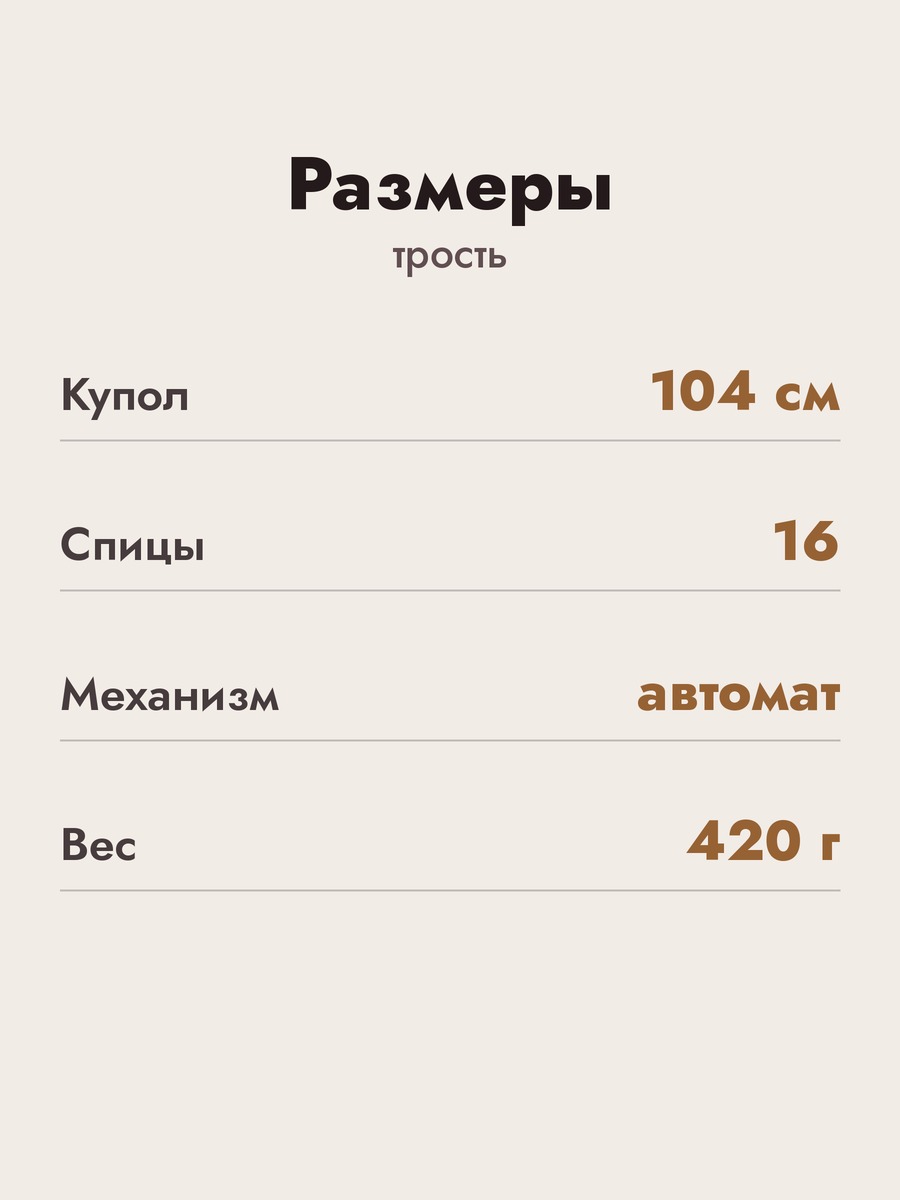 Размеры
трость
Купол 104 см
Спицы 16
Механизм автомат
Вес 420 г